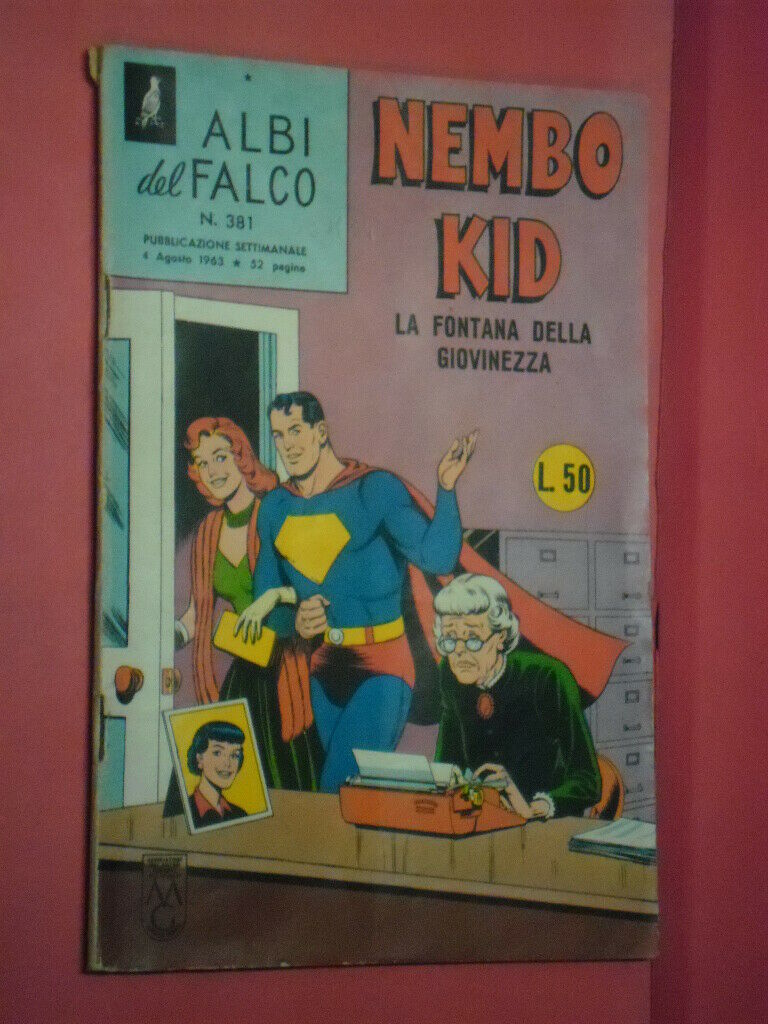 ALBI
del FALCO
N. 381
PUBBLICAZIONE SETTIMANALE
4 Agosto 1963 ★ 52 pagine
NEMBO
KID
LA FONTANA DELLA
GIOVINEZZA
L. 50